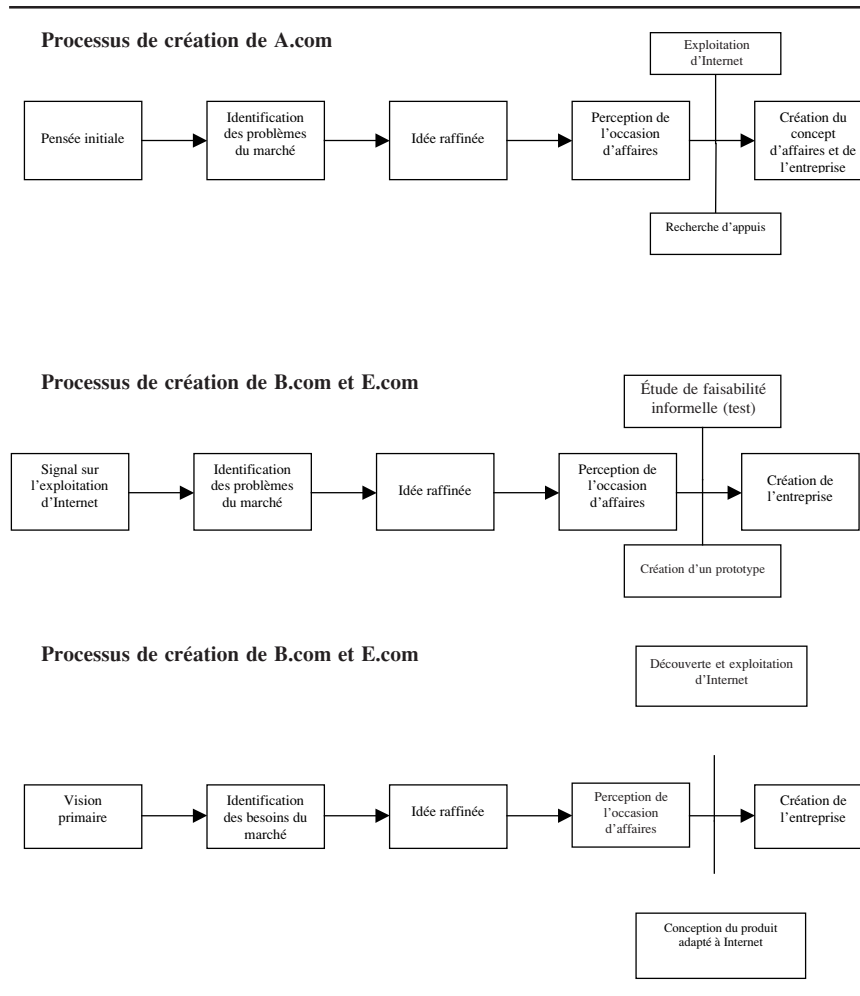 Processus de création de A.com
Exploitation
d'Internet
Pensée initiale
Identification
des problèmes
du marché
Idée raffinée
Perception de
l'occasion
d'affaires
Création du
concept
d'affaires et de
l'entreprise
Recherche d'appuis
Processus de création de B.com et E.com
Étude de faisabilité
informelle (test)
Signal sur
l'exploitation
d'Internet
Identification
des problèmes
du marché
Idée raffinée
Perception de
l'occasion
d'affaires
Création de
l'entreprise
Création d'un prototype
Processus de création de B.com et E.com
Découverte et exploitation
d'Internet
Vision
primaire
Identification
des besoins du
marché
Idée raffinée
Perception de
l'occasion
d'affaires
Création de
l'entreprise
Conception du produit
adapté à Internet